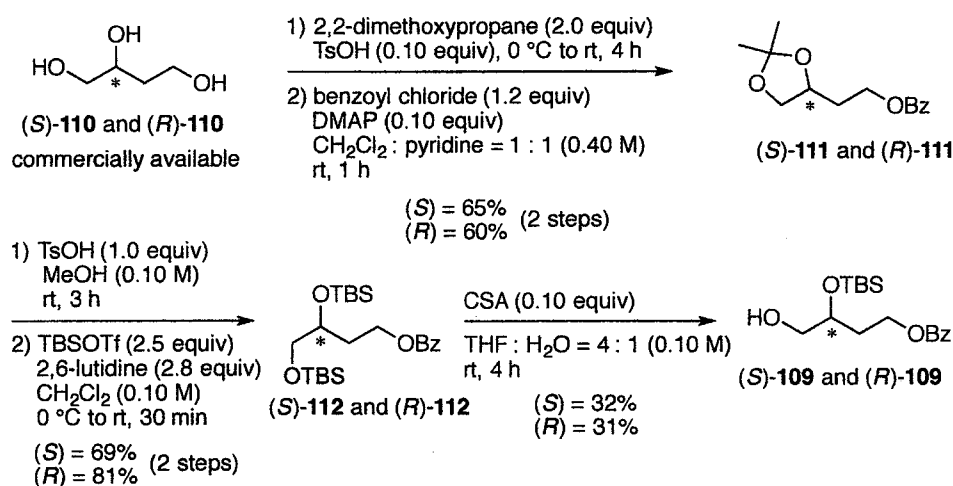 OH
HO
OH
*
(S)-110 and (R)-110
commercially available
1) 2,2-dimethoxypropane (2.0 equiv)
TsOH (0.10 equiv), 0 °C to rt, 4 h
2) benzoyl chloride (1.2 equiv)
DMAP (0.10 equiv)
CH2Cl2 : pyridine = 1 : 1 (0.40 M)
rt, 1 h
(S) = 65%
(R) = 60%
(2 steps)
O
O
*
OBz
(S)-111 and (R)-111
1) TsOH (1.0 equiv)
MeOH (0.10 M)
rt, 3 h
2) TBSOTf (2.5 equiv)
2,6-lutidine (2.8 equiv)
CH2Cl2 (0.10 M)
0 °C to rt, 30 min
(S) = 69%
(R) = 81%
(2 steps)
OTBS
*
OBz
OTBS
(S)-112 and (R)-112
CSA (0.10 equiv)
THF : H2O = 4 : 1 (0.10 M)
rt, 4 h
(S) = 32%
(R) = 31%
OTBS
HO
*
OBz
(S)-109 and (R)-109